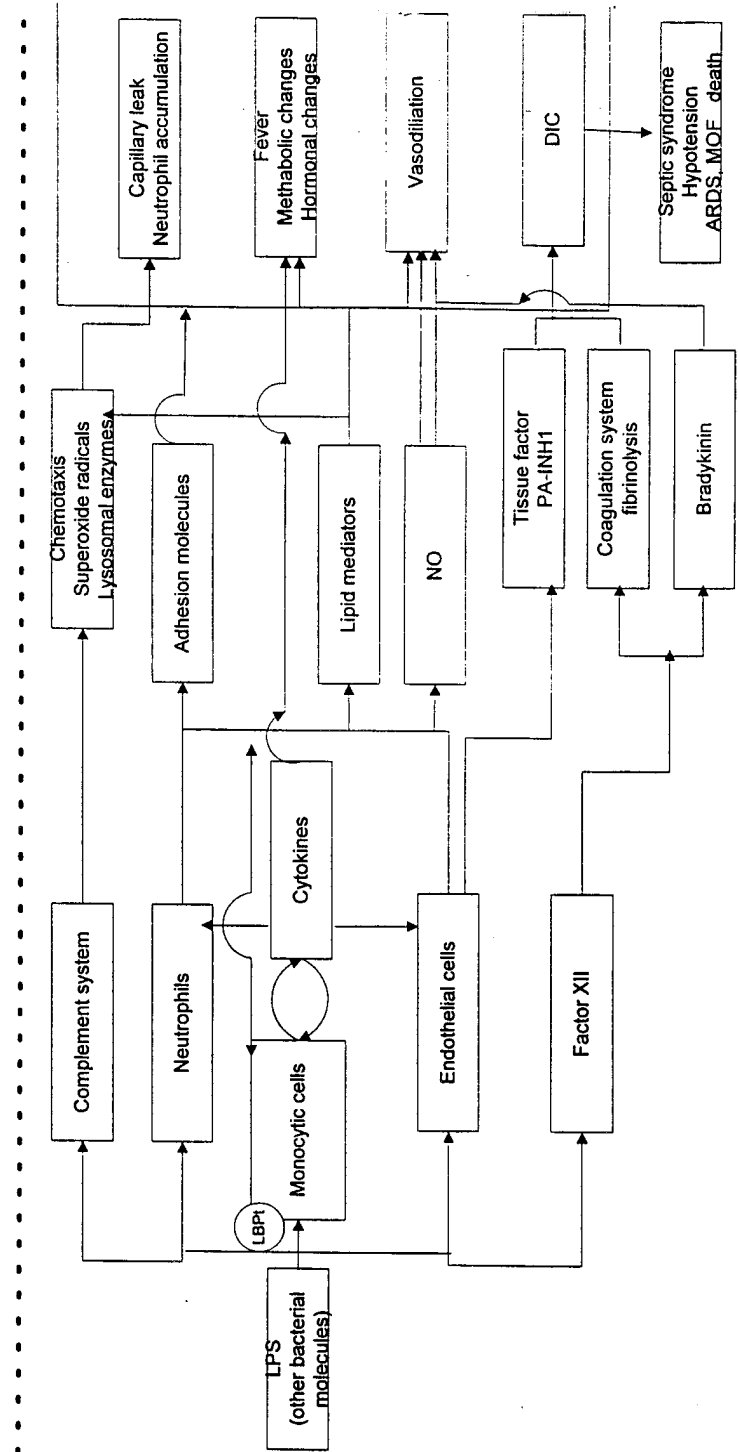 LPS
(other bacterial
molecules)
LBPt
Complement system
Neutrophils
Monocytic cells
Endothelial cells
Factor XII
Cytokines
Chemotaxis
Superoxide radicals
Lysosomal enzymes
Adhesion molecules
Lipid mediators
NO
Tissue factor
PA-INH1
Coagulation system
fibrinolysis
Bradykinin
Capillary leak
Neutrophil accumulation
Fever
Methabolic changes
Hormonal changes
Vasodiliation
DIC
Septic syndrome
Hypotension
ARDS, MOF death